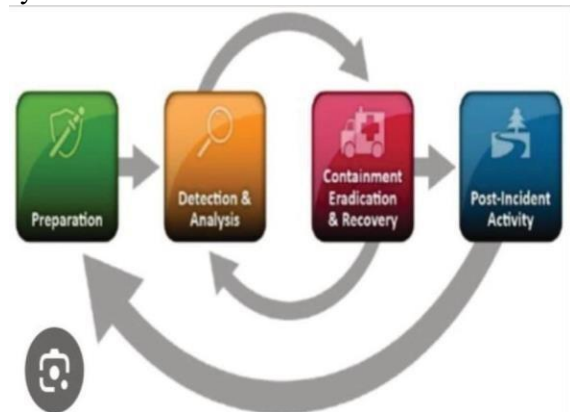 Preparation
Detection &
Analysis
Containment
Eradication
& Recovery
Post-Incident
Activity